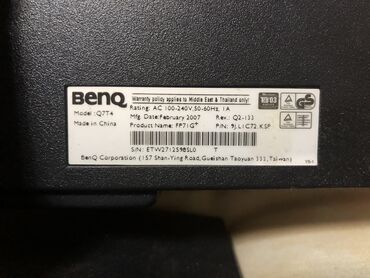 BenQ
Warranty policy applies to Middle East & Thailand only!
Rating: AC 100-240V, 50-60Hz, 1A
Model :Q7T4
Mfg. Date:February 2007
Rev.: Q2-133
Made in China
Product Name: FP71G+
P/N: 9J.L1C72.KSP
S/N: ETW2712598SL0
T
BenQ Corporation (157 Shan-Ying Road, Gueishan Taoyuan 333, Taiwan)